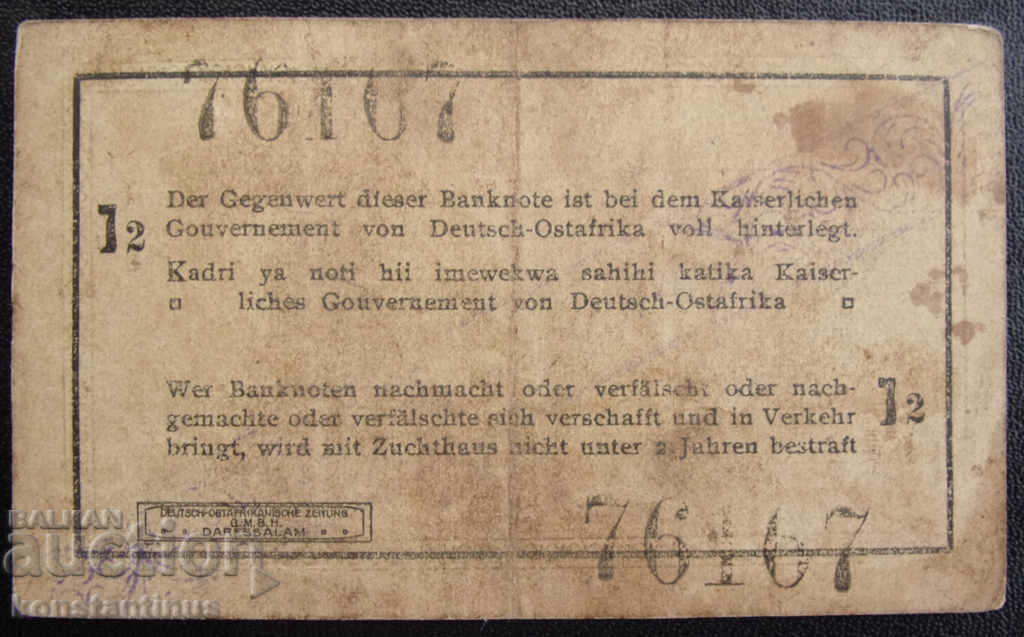 76167
Der Gegenwert dieser Banknote ist bei dem Kaiserlichen
J2 Gouvernement von Deutsch-Ostafrika voll hinterlegt.
Kadri ya noti hii imewekwa sahihi katika Kaiser-
liches Gouvernement von Deutsch-Ostafrika
Wer Banknoten nachmacht oder verfälscht oder nach-
gemachte oder verfälschte sich verschafft und in Verkehr J2
bringt, wird mit Zuchthaus nicht unter 2 Jahren bestraft
DEUTSCH-OSTAFRIKANISCHE ZEITUNG
G.M.B.H.
DARESSALAM
76167
BALKAN
auction
konstantinus